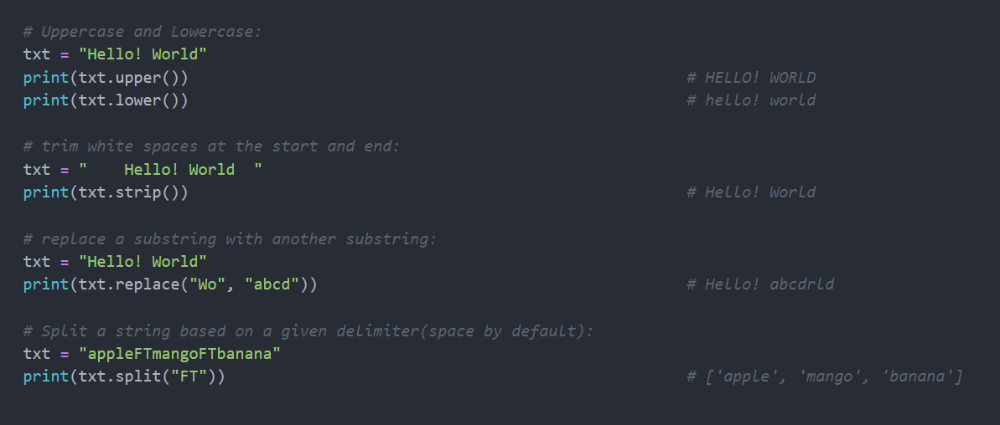 # Uppercase and Lowercase:
txt = "Hello! World"
print(txt.upper())                                                      # HELLO! WORLD
print(txt.lower())                                                      # hello! world
# trim white spaces at the start and end:
txt = "    Hello! World  "
print(txt.strip())                                                      # Hello! World
# replace a substring with another substring:
txt = "Hello! World"
print(txt.replace("Wo", "abcd"))                                        # Hello! abcdrld
# Split a string based on a given delimiter(space by default):
txt = "appleFTmangoFTbanana"
print(txt.split("FT"))                                                  # ['apple', 'mango', 'banana']